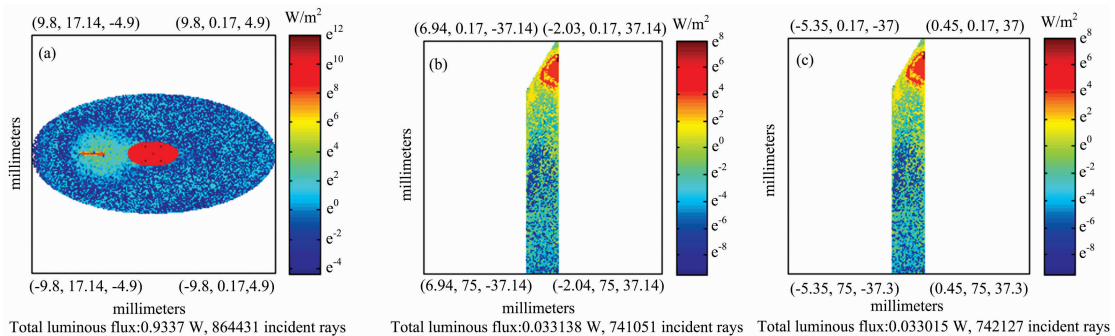 (9.8, 17.14, -4.9) (9.8, 0.17, 4.9)
W/m²
(a)
e¹²
e¹⁰
e⁸
e⁶
e⁴
e²
e⁰
e⁻²
e⁻⁴
millimeters
(-9.8, 17.14, -4.9) (-9.8, 0.17,4.9)
millimeters
Total luminous flux:0.9337 W, 864431 incident rays
(6.94, 0.17, -37.14) (-2.03, 0.17, 37.14)
W/m²
(b)
e⁸
e⁶
e⁴
e²
e⁰
e⁻²
e⁻⁴
e⁻⁶
e⁻⁸
millimeters
(6.94, 75, -37.14) (-2.04, 75, 37.14)
millimeters
Total luminous flux:0.033138 W, 741051 incident rays
(-5.35, 0.17, -37) (0.45, 0.17, 37)
W/m²
(c)
e⁸
e⁶
e⁴
e²
e⁰
e⁻²
e⁻⁴
e⁻⁶
e⁻⁸
millimeters
(-5.35, 75, -37.3) (0.45, 75, 37.3)
millimeters
Total luminous flux:0.033015 W, 742127 incident rays